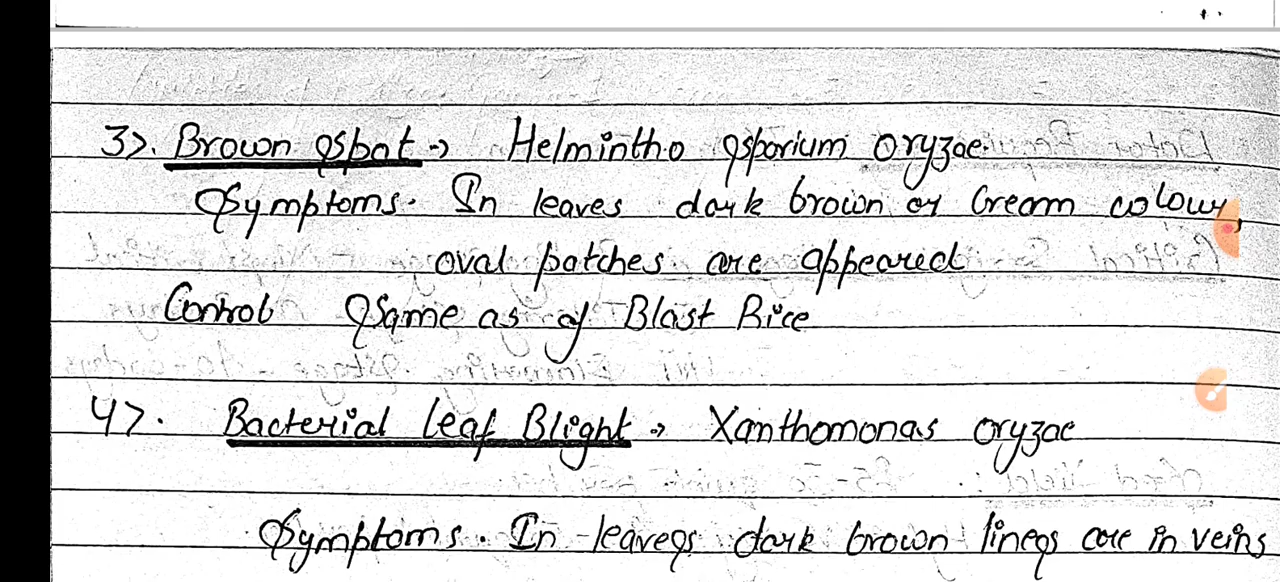 3>. Brown spot → Helmintho sporium oryzae.
Symptoms. In leaves dark brown or Cream colour,
oval patches are appeared
Control Same as of Blast Rice
4>. Bacterial leaf Blight → Xanthomonas oryzae
Symptoms. In leaves dark brown lines are in veins